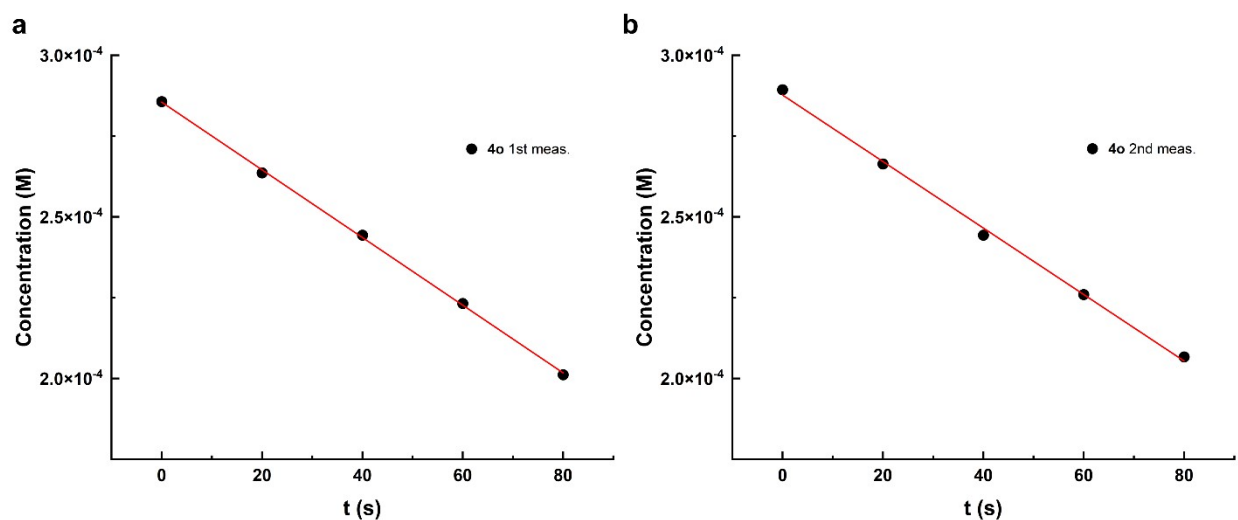 a
3.0×10⁻⁴
2.5×10⁻⁴
2.0×10⁻⁴
Concentration (M)
4o 1st meas.
0 20 40 60 80
t (s)
b
3.0×10⁻⁴
2.5×10⁻⁴
2.0×10⁻⁴
Concentration (M)
4o 2nd meas.
0 20 40 60 80
t (s)